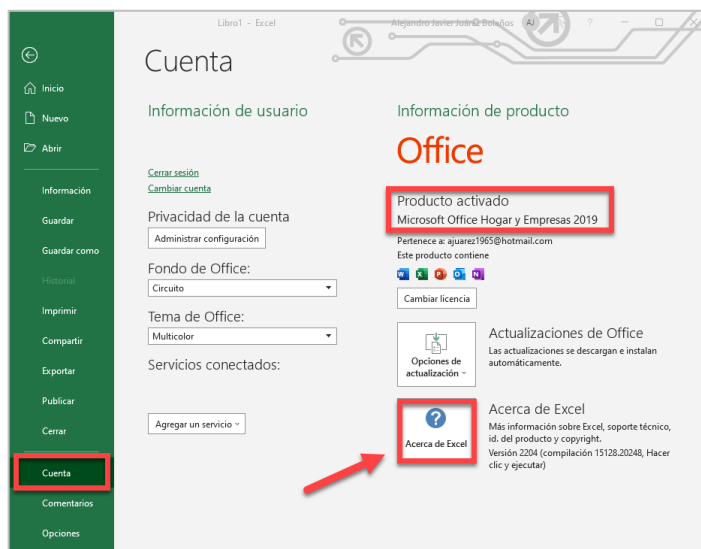 Libro1 - Excel
Alejandro Javier Juárez Bolaños
AJ
?
Inicio
Nuevo
Abrir
Información
Guardar
Guardar como
Historial
Imprimir
Compartir
Exportar
Publicar
Cerrar
Cuenta
Comentarios
Opciones
Cuenta
Información de usuario
Cerrar sesión
Cambiar cuenta
Privacidad de la cuenta
Administrar configuración
Fondo de Office:
Circuito
Tema de Office:
Multicolor
Servicios conectados:
Agregar un servicio
Información de producto
Office
Producto activado
Microsoft Office Hogar y Empresas 2019
Pertenece a: ajuarez1965@hotmail.com
Este producto contiene
Cambiar licencia
Opciones de
actualización
Actualizaciones de Office
Las actualizaciones se descargan e instalan
automáticamente.
Acerca de Excel
Acerca de Excel
Más información sobre Excel, soporte técnico,
id. del producto y copyright.
Versión 2204 (compilación 15128.20248, Hacer
clic y ejecutar)